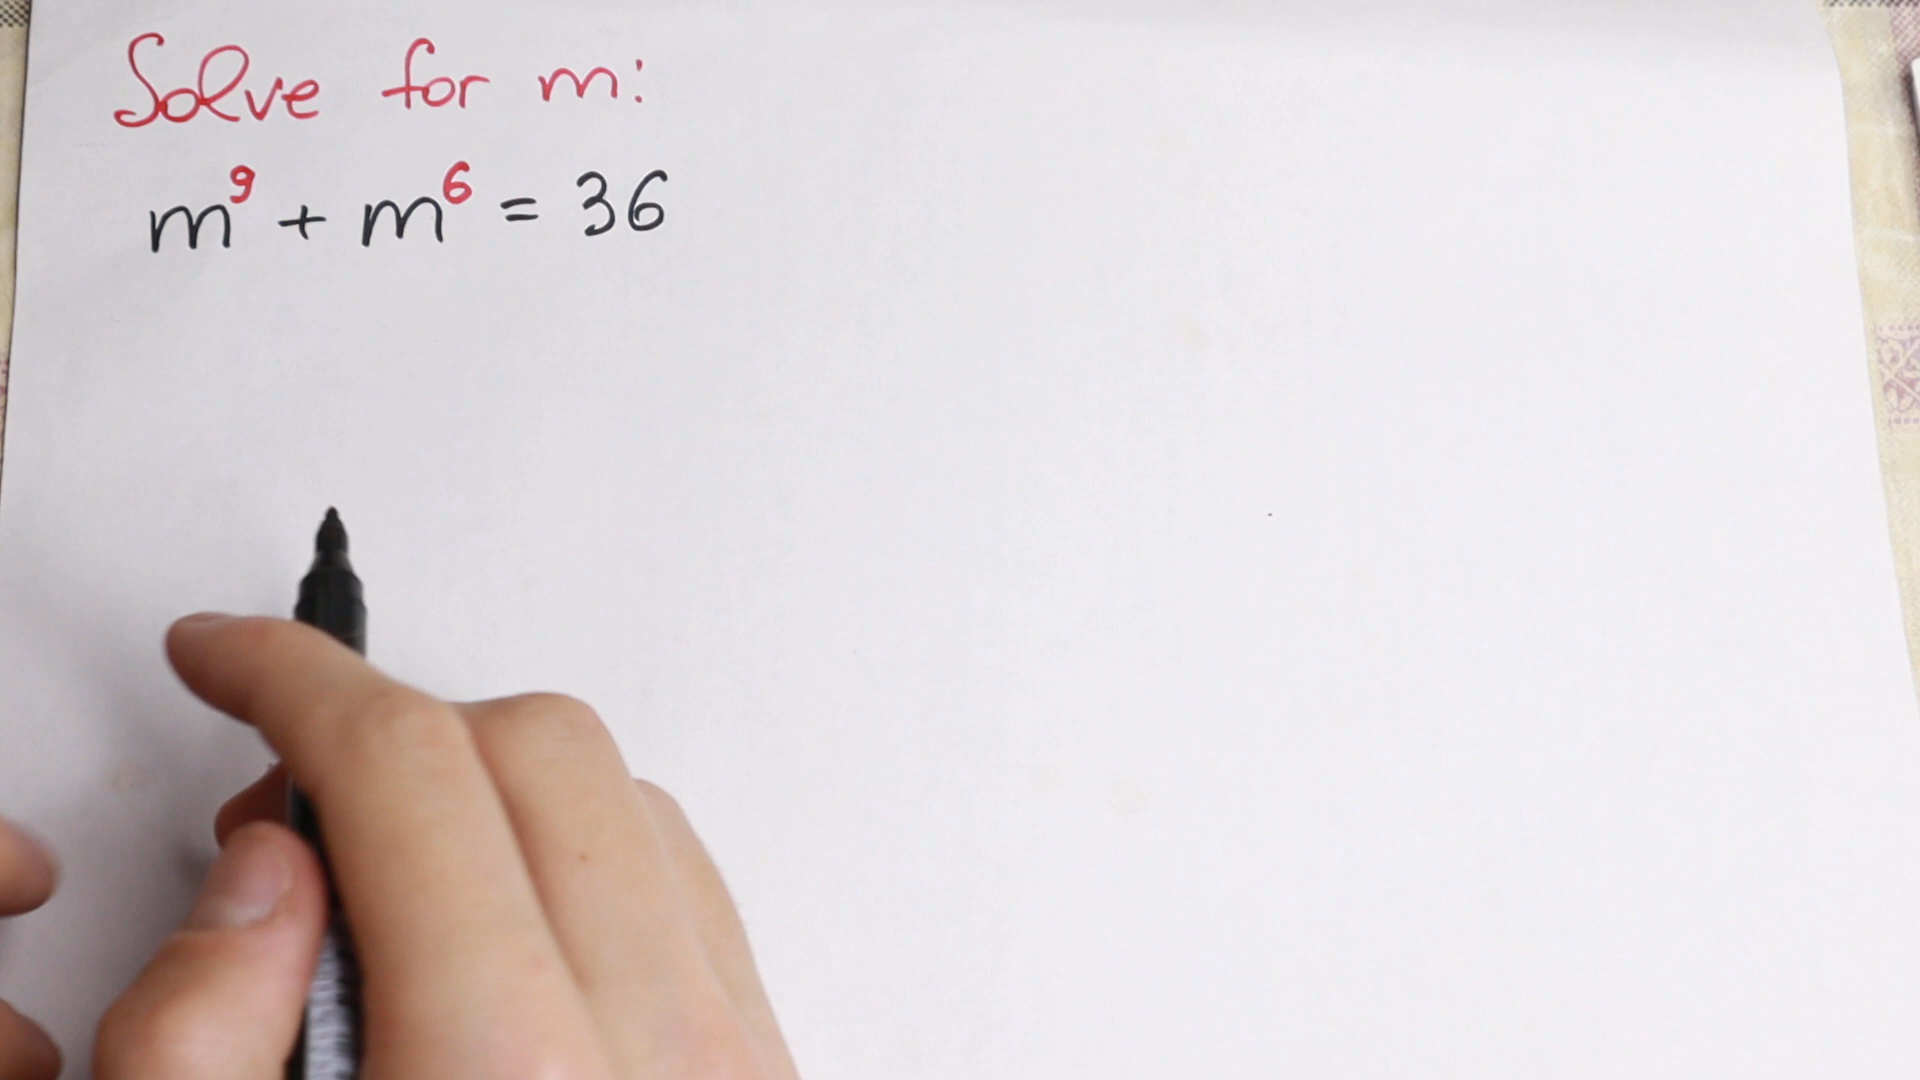 Solve for m:
m⁹ + m⁶ = 36